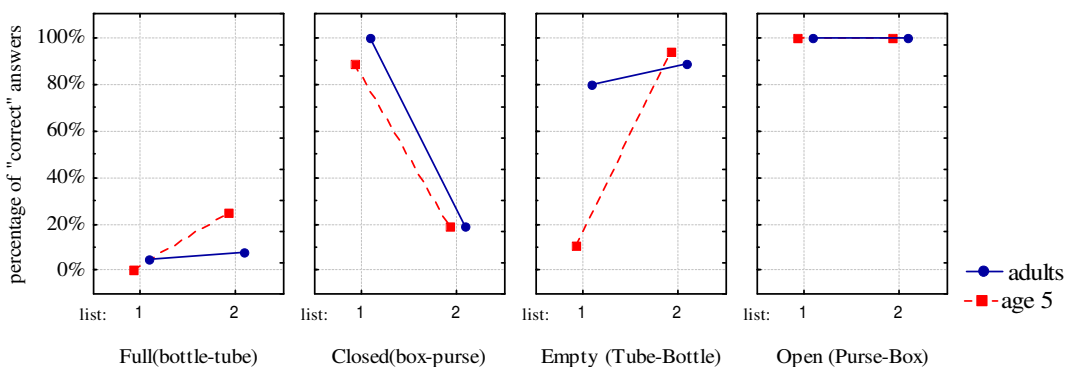 percentage of "correct" answers
100%
80%
60%
40%
20%
0%
list: 1 2
list: 1 2
list: 1 2
list: 1 2
Full(bottle-tube)
Closed(box-purse)
Empty (Tube-Bottle)
Open (Purse-Box)
adults
age 5